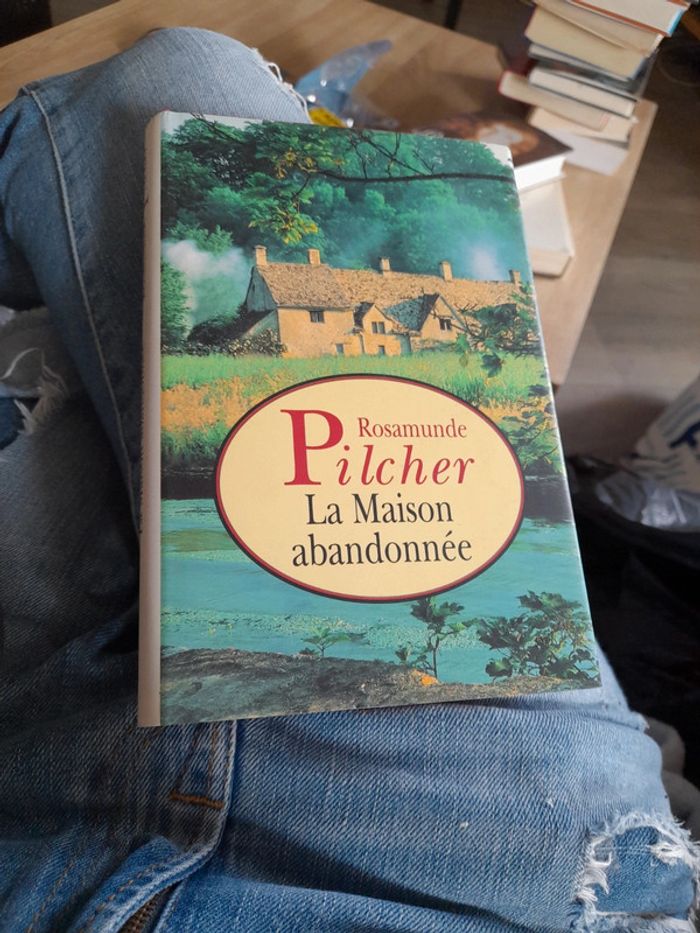 Rosamunde
Pilcher
La Maison
abandonnée